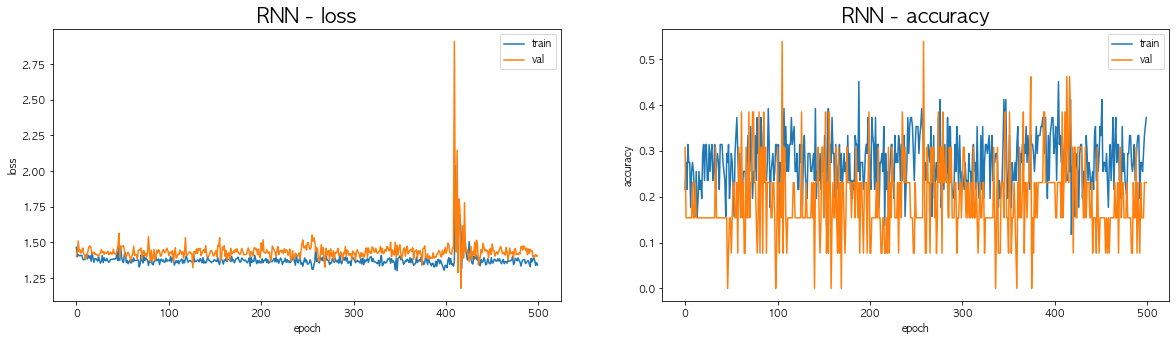 RNN - loss
2.75
2.50
2.25
2.00
1.75
1.50
1.25
loss
0 100 200 300 400 500
epoch
train
val
RNN - accuracy
0.5
0.4
0.3
0.2
0.1
0.0
accuracy
0 100 200 300 400 500
epoch
train
val